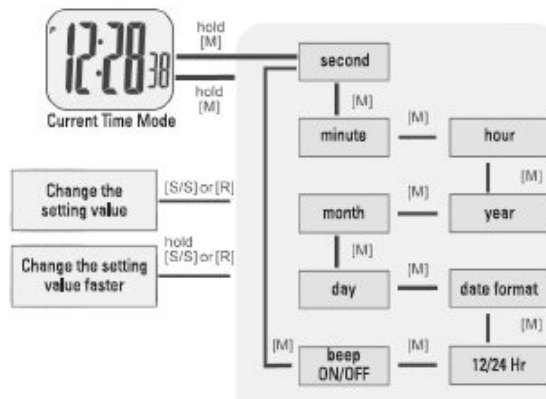 P
12:28 38
Current Time Mode
hold
[M]
hold
[M]
second
[M]
minute
[M]
hour
[M]
Change the
setting value
[S/S] or [R]
month
[M]
year
[M]
hold
[S/S] or [R]
Change the setting
value faster
day
[M]
date format
[M]
[M]
beep
ON/OFF
[M]
12/24 Hr